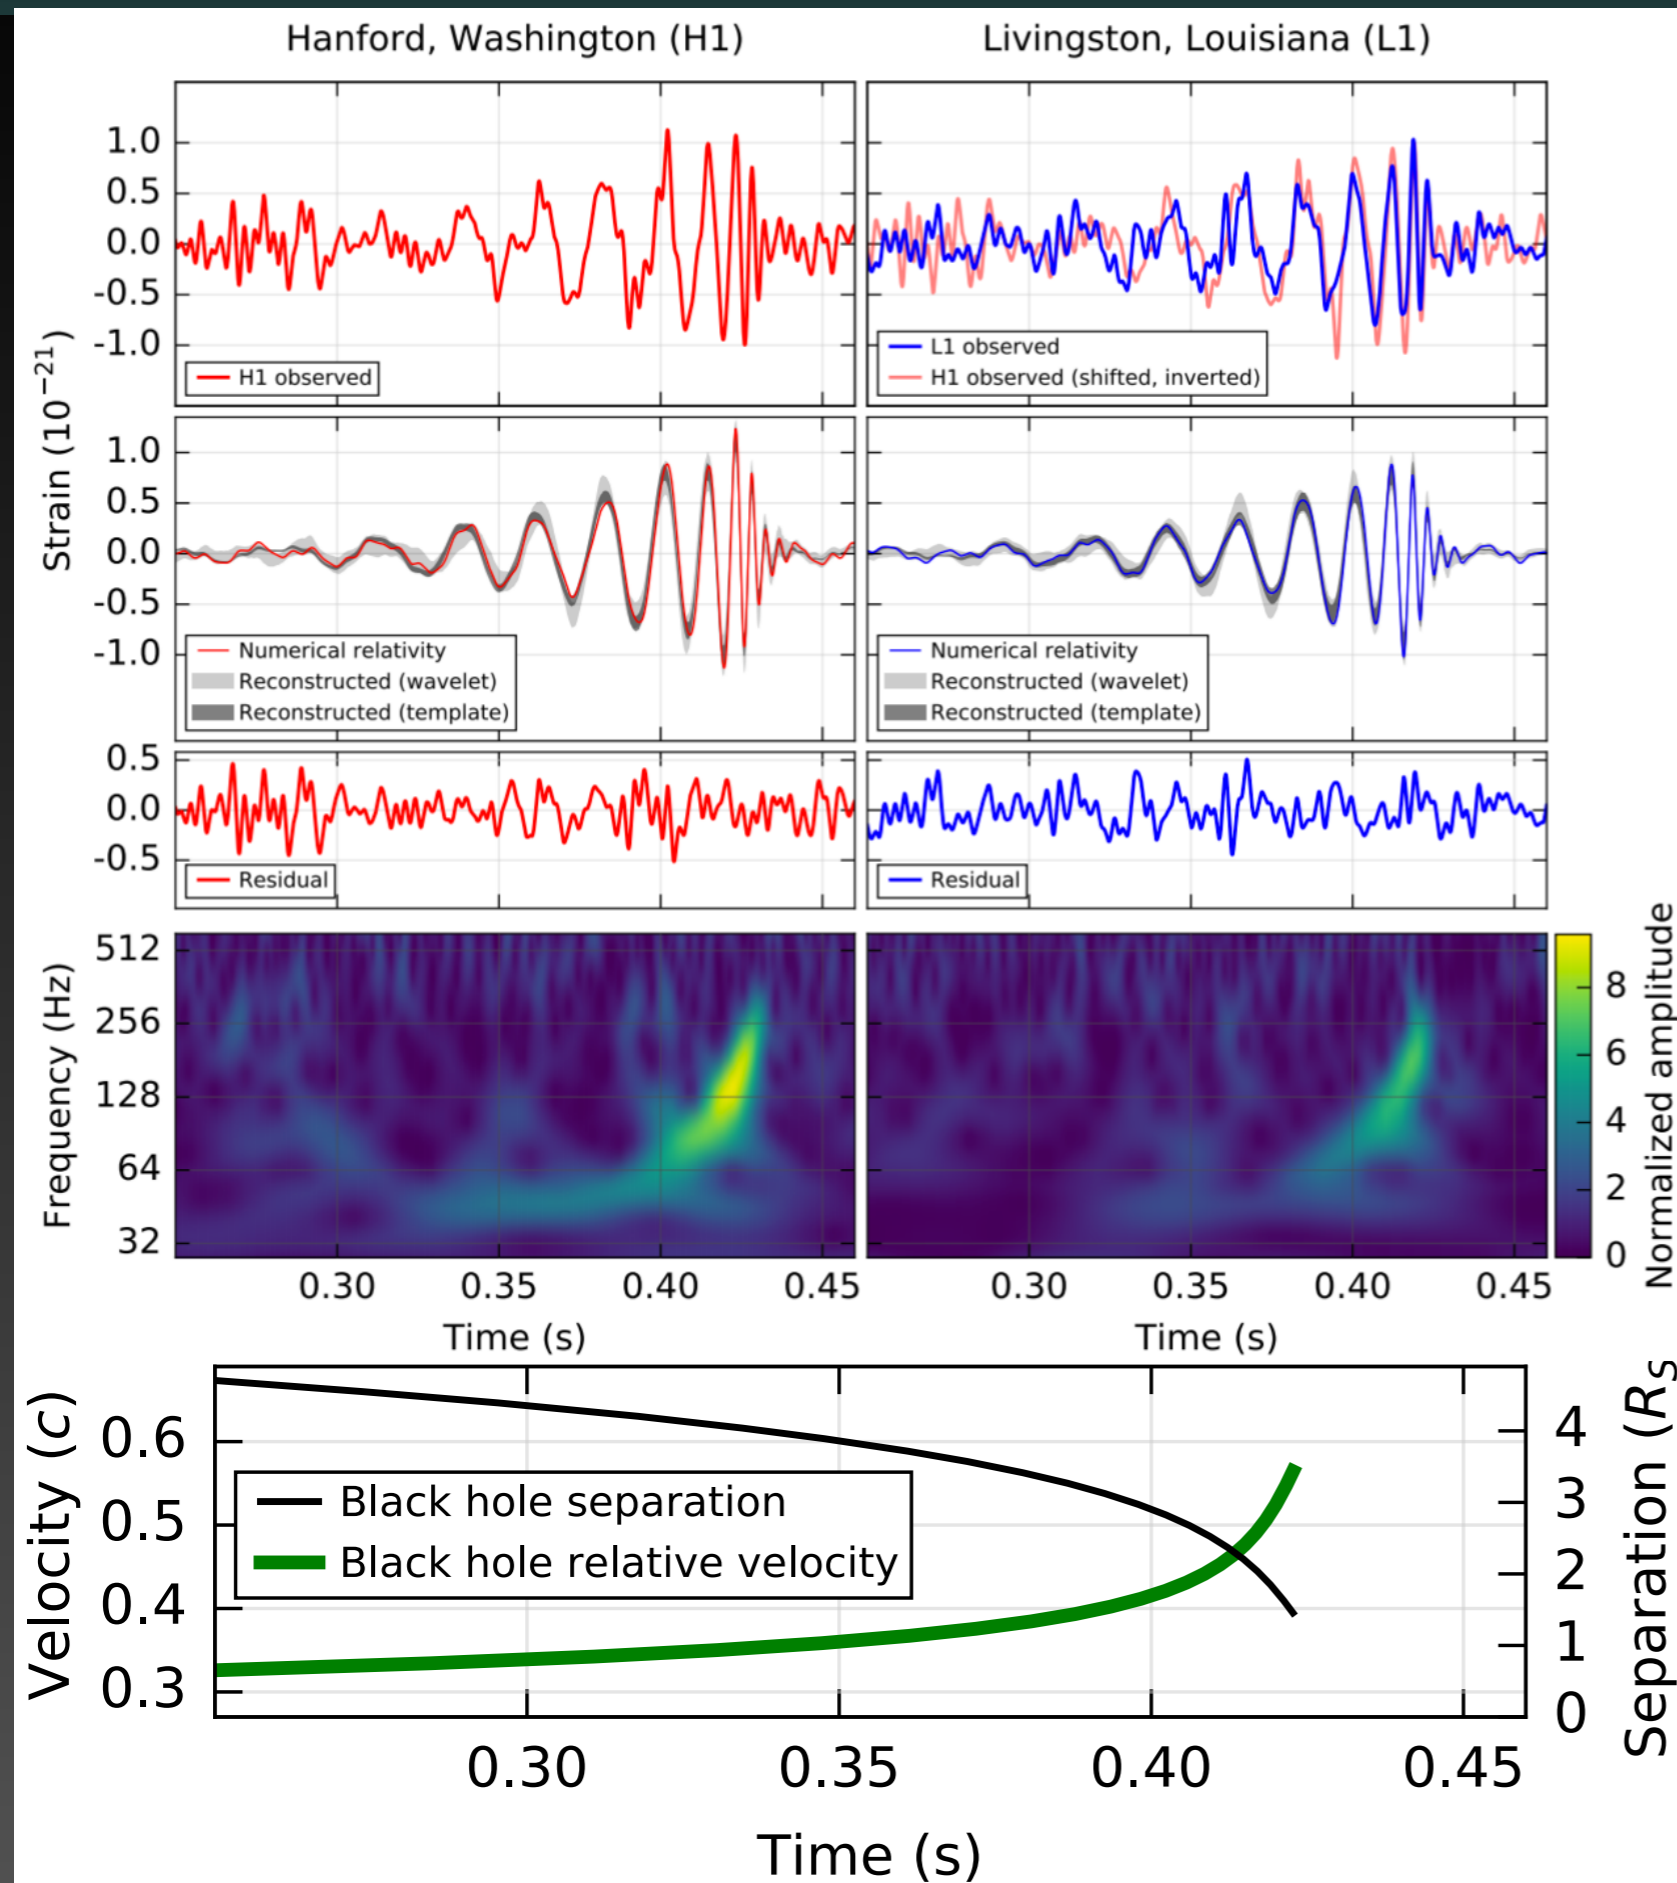 Hanford, Washington (H1)
Livingston, Louisiana (L1)
Strain (10⁻²¹)
1.0
0.5
0.0
-0.5
-1.0
H1 observed
L1 observed
H1 observed (shifted, inverted)
1.0
0.5
0.0
-0.5
-1.0
Numerical relativity
Reconstructed (wavelet)
Reconstructed (template)
Numerical relativity
Reconstructed (wavelet)
Reconstructed (template)
0.5
0.0
-0.5
Residual
Residual
Frequency (Hz)
512
256
128
64
32
Normalized amplitude
8
6
4
2
0
0.30 0.35 0.40 0.45
0.30 0.35 0.40 0.45
Time (s)
Time (s)
Velocity (c)
0.6
0.5
0.4
0.3
Black hole separation
Black hole relative velocity
Separation (R_S
4
3
2
1
0
0.30 0.35 0.40 0.45
Time (s)